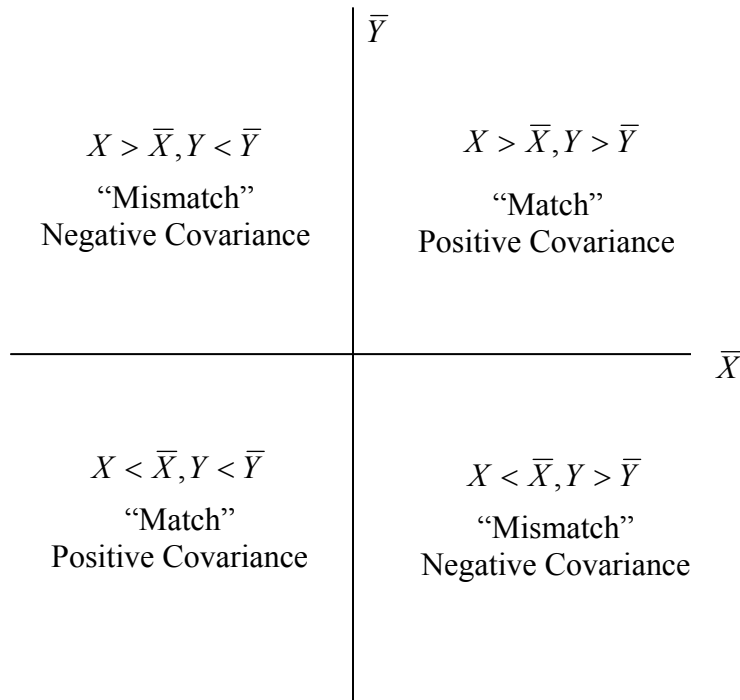 Y̅
X > X̅, Y < Y̅
“Mismatch”
Negative Covariance
X > X̅, Y > Y̅
“Match”
Positive Covariance
X̅
X < X̅, Y < Y̅
“Match”
Positive Covariance
X < X̅, Y > Y̅
“Mismatch”
Negative Covariance